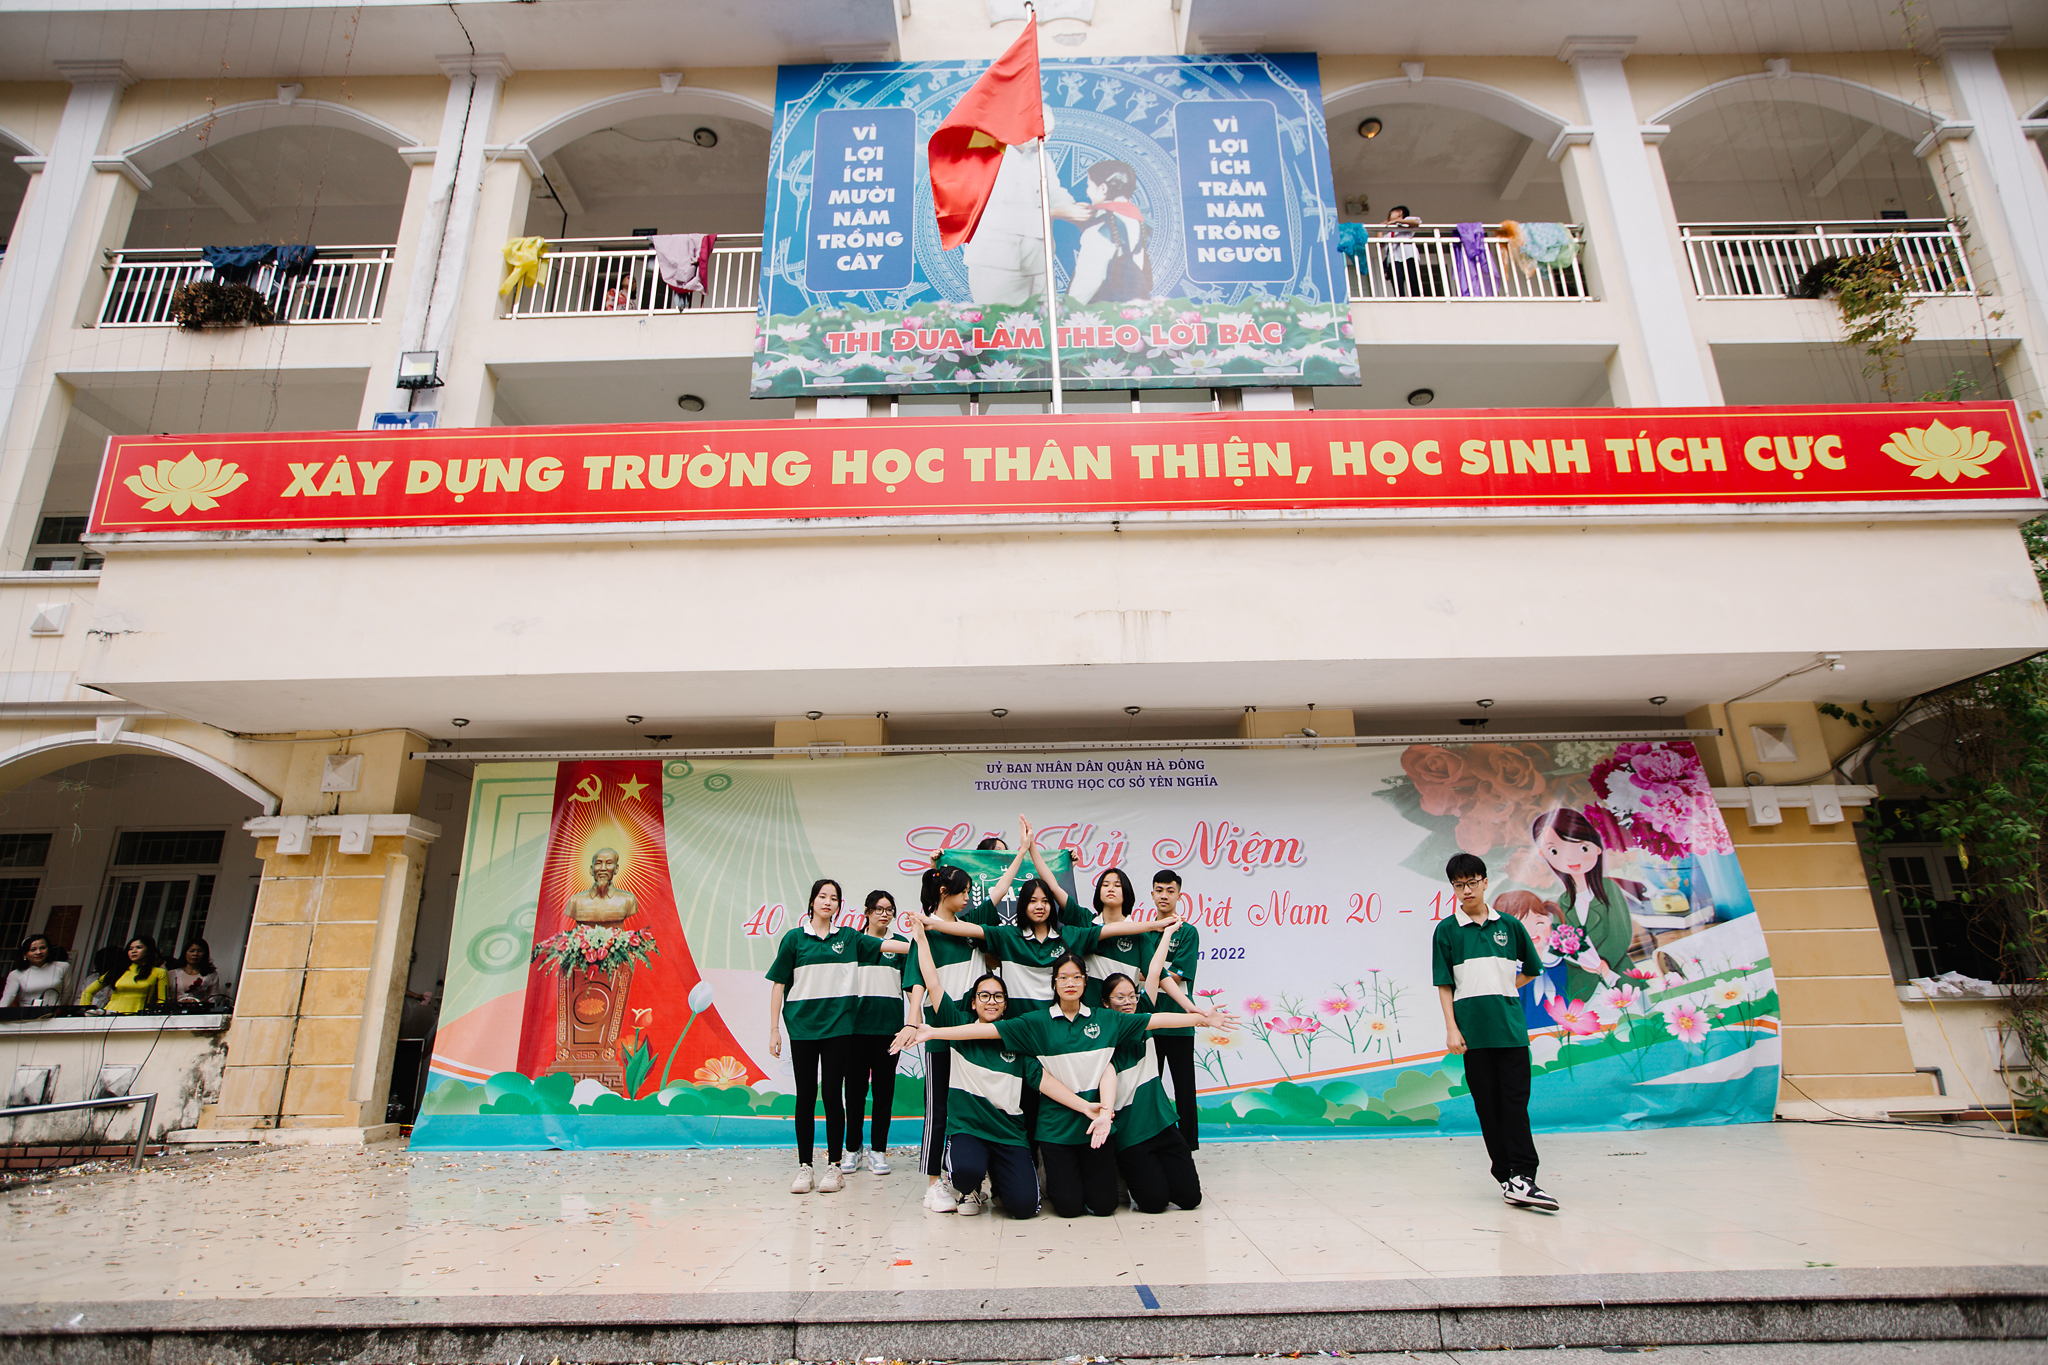 VÌ
LỢI
ÍCH
MƯỜI
NĂM
TRỒNG
CÂY
VÌ
LỢI
ÍCH
TRĂM
NĂM
TRỒNG
NGƯỜI
THI ĐUA LÀM THEO LỜI BÁC
XÂY DỰNG TRƯỜNG HỌC THÂN THIỆN, HỌC SINH TÍCH CỰC
UỶ BAN NHÂN DÂN QUẬN HÀ ĐÔNG
TRƯỜNG TRUNG HỌC CƠ SỞ YÊN NGHĨA
Lễ Kỷ Niệm
40 Việt Nam 20 - 11
2022